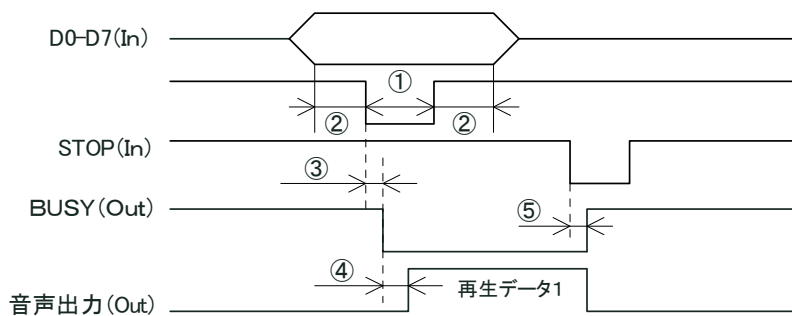 D0-D7(In)
①
② ②
STOP(In)
③
BUSY(Out)
⑤
④
再生データ1
音声出力(Out)